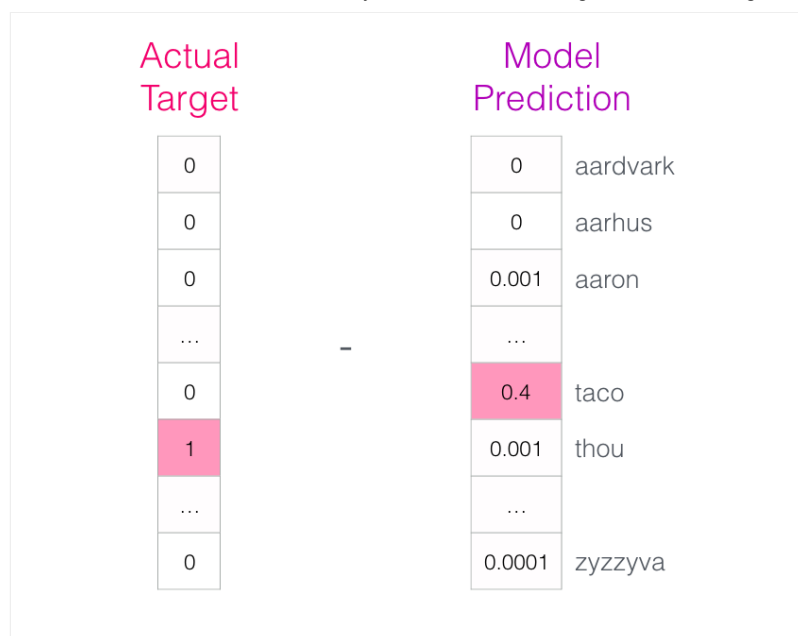 Actual
Target
Model
Prediction
0 0 aardvark
0 0 aarhus
0 0.001 aaron
... ...
-
0 0.4 taco
1 0.001 thou
... ...
0 0.0001 zyzzyva